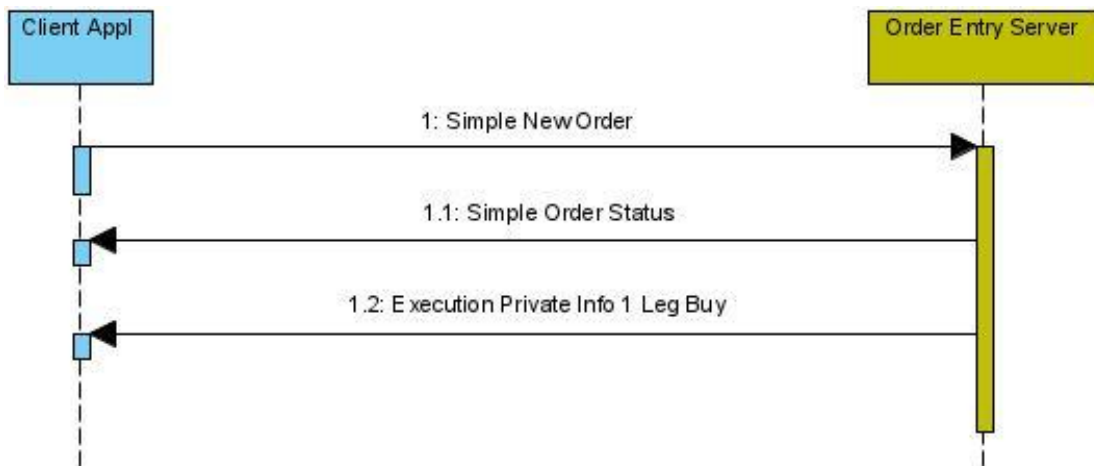 Client Appl
Order Entry Server
1: Simple New Order
1.1: Simple Order Status
1.2: Execution Private Info 1 Leg Buy